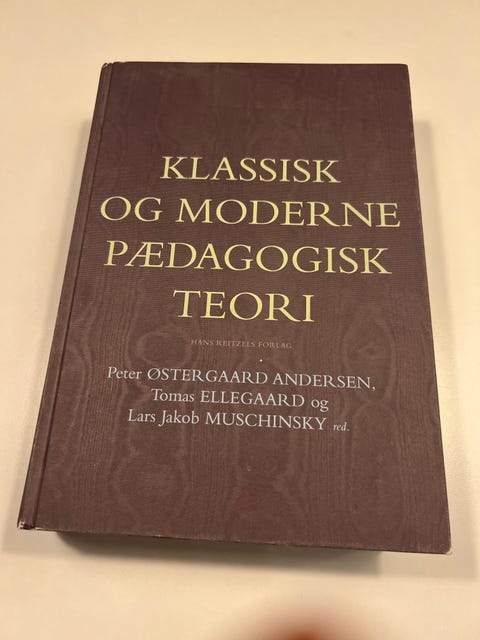 KLASSISK
OG MODERNE
PÆDAGOGISK
TEORI
HANS REITZELS FORLAG
Peter ØSTERGAARD ANDERSEN,
Tomas ELLEGAARD og
Lars Jakob MUSCHINSKY red.